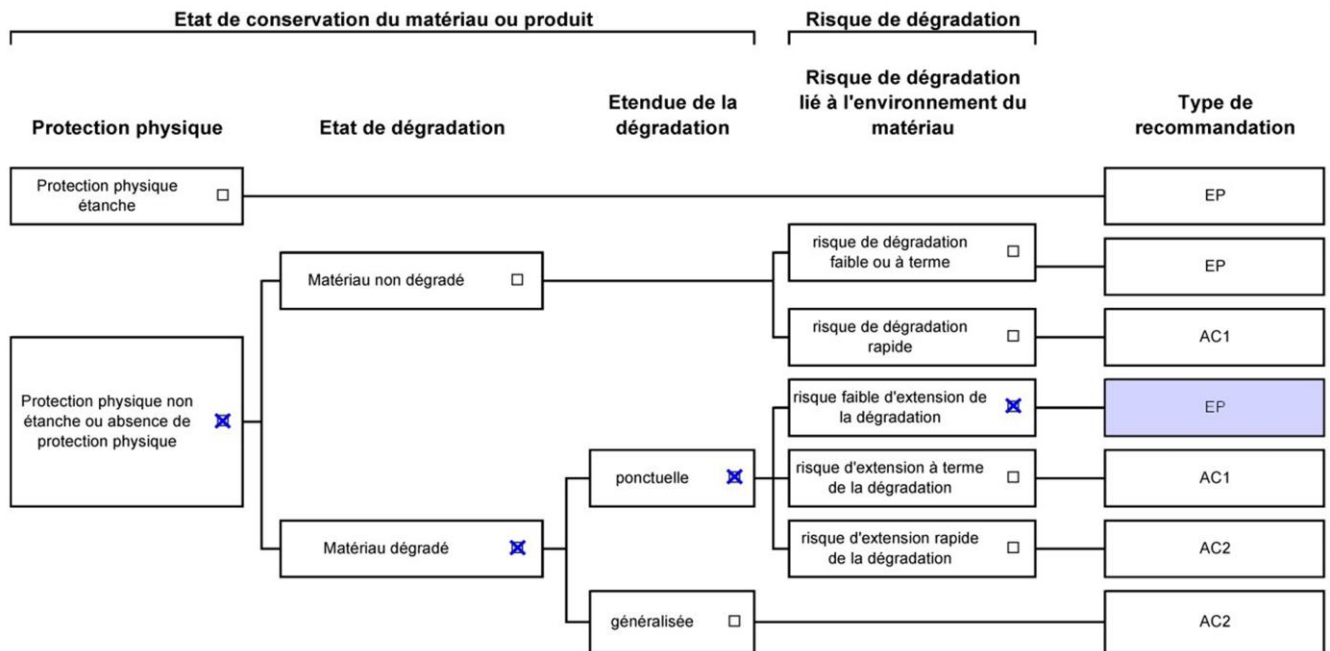 Etat de conservation du matériau ou produit
Risque de dégradation
Protection physique
Etat de dégradation
Etendue de la
dégradation
Risque de dégradation
lié à l'environnement du
matériau
Type de
recommandation
Protection physique
étanche
EP
risque de dégradation
faible ou à terme
EP
Matériau non dégradé
risque de dégradation
rapide
AC1
Protection physique non
étanche ou absence de
protection physique
risque faible d'extension de
la dégradation
EP
ponctuelle
risque d'extension à terme
de la dégradation
AC1
Matériau dégradé
risque d'extension rapide
de la dégradation
AC2
généralisée
AC2